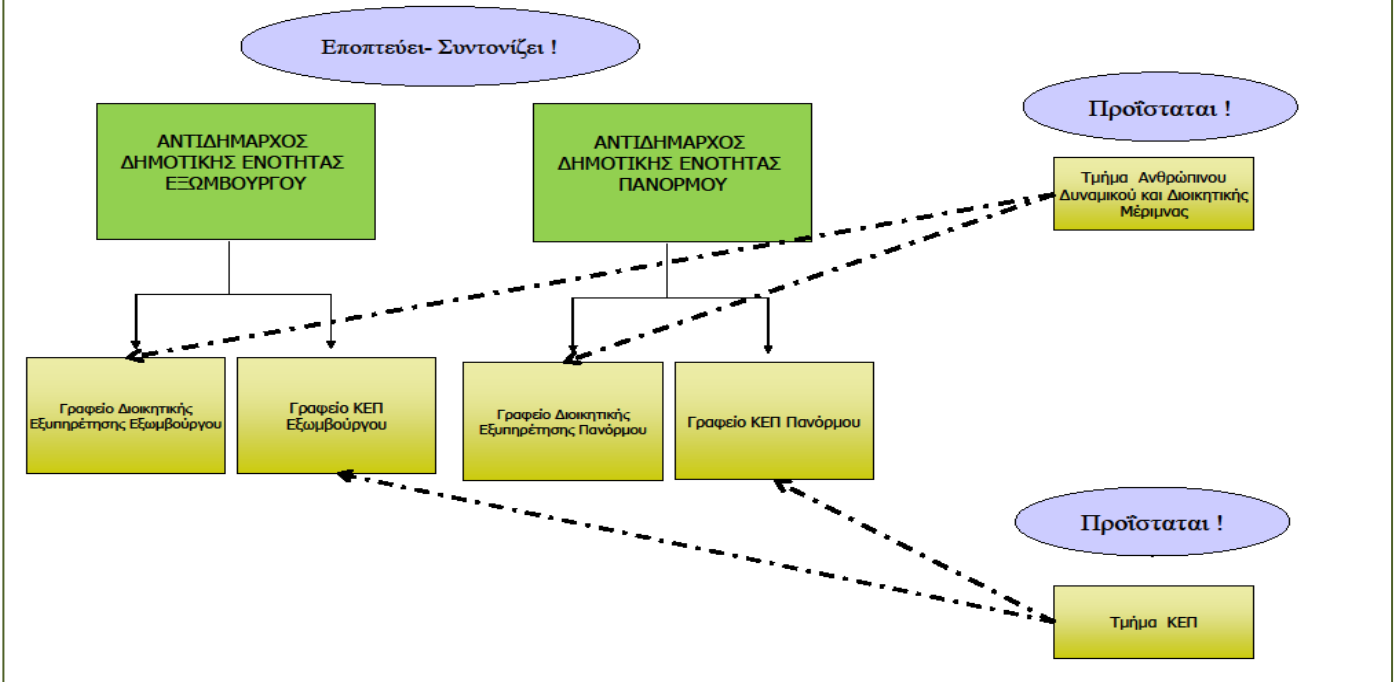 Εποπτεύει- Συντονίζει !
ΑΝΤΙΔΗΜΑΡΧΟΣ
ΔΗΜΟΤΙΚΗΣ ΕΝΟΤΗΤΑΣ
ΕΞΩΜΒΟΥΡΓΟΥ
ΑΝΤΙΔΗΜΑΡΧΟΣ
ΔΗΜΟΤΙΚΗΣ ΕΝΟΤΗΤΑΣ
ΠΑΝΟΡΜΟΥ
Προΐσταται !
Τμήμα Ανθρώπινου
Δυναμικού και Διοικητικής
Μέριμνας
Γραφείο Διοικητικής
Εξυπηρέτησης Εξωμβούργου
Γραφείο ΚΕΠ
Εξωμβούργου
Γραφείο Διοικητικής
Εξυπηρέτησης Πανόρμου
Γραφείο ΚΕΠ Πανόρμου
Προΐσταται !
Τμήμα ΚΕΠ